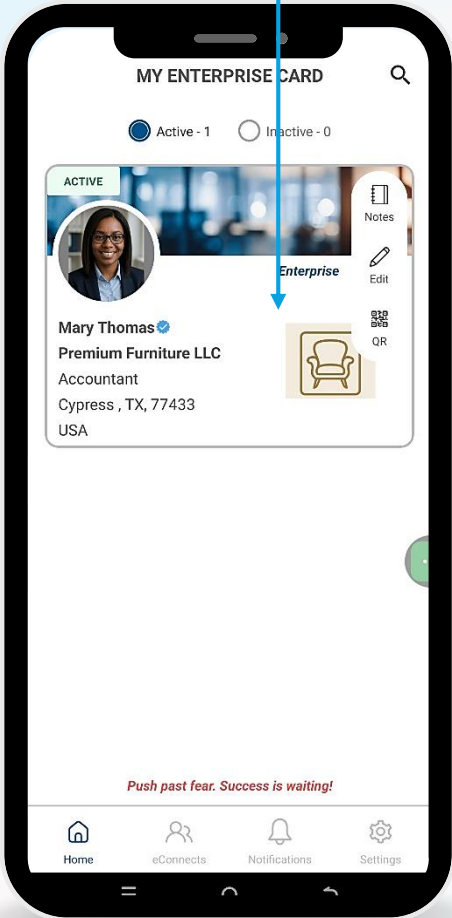 MY ENTERPRISE CARD
Active - 1
Inactive - 0
ACTIVE
Notes
Enterprise
Edit
QR
Mary Thomas
Premium Furniture LLC
Accountant
Cypress , TX, 77433
USA
Push past fear. Success is waiting!
Home
eConnects
Notifications
Settings